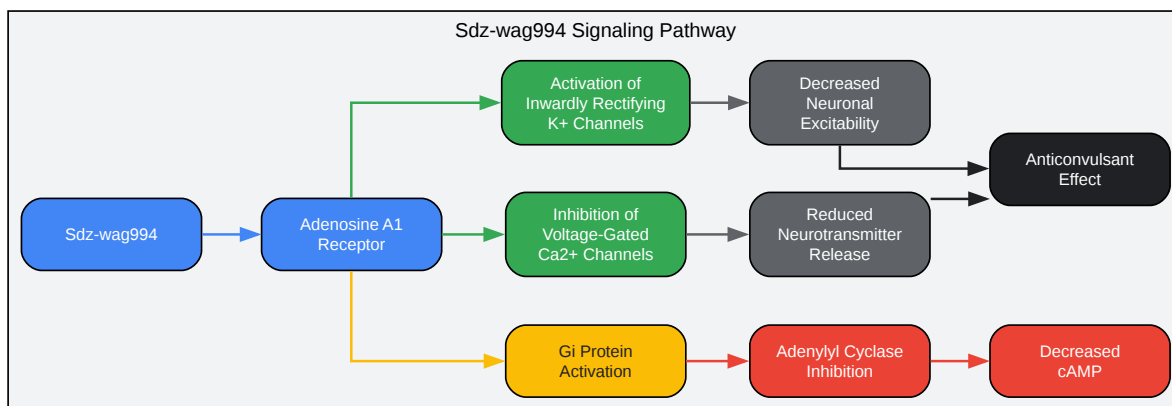 Sdz-wag994 Signaling Pathway
Activation of
Inwardly Rectifying
K+ Channels
Decreased
Neuronal
Excitability
Anticonvulsant
Effect
Sdz-wag994
Adenosine A1
Receptor
Inhibition of
Voltage-Gated
Ca2+ Channels
Reduced
Neurotransmitter
Release
Gi Protein
Activation
Adenylyl Cyclase
Inhibition
Decreased
cAMP